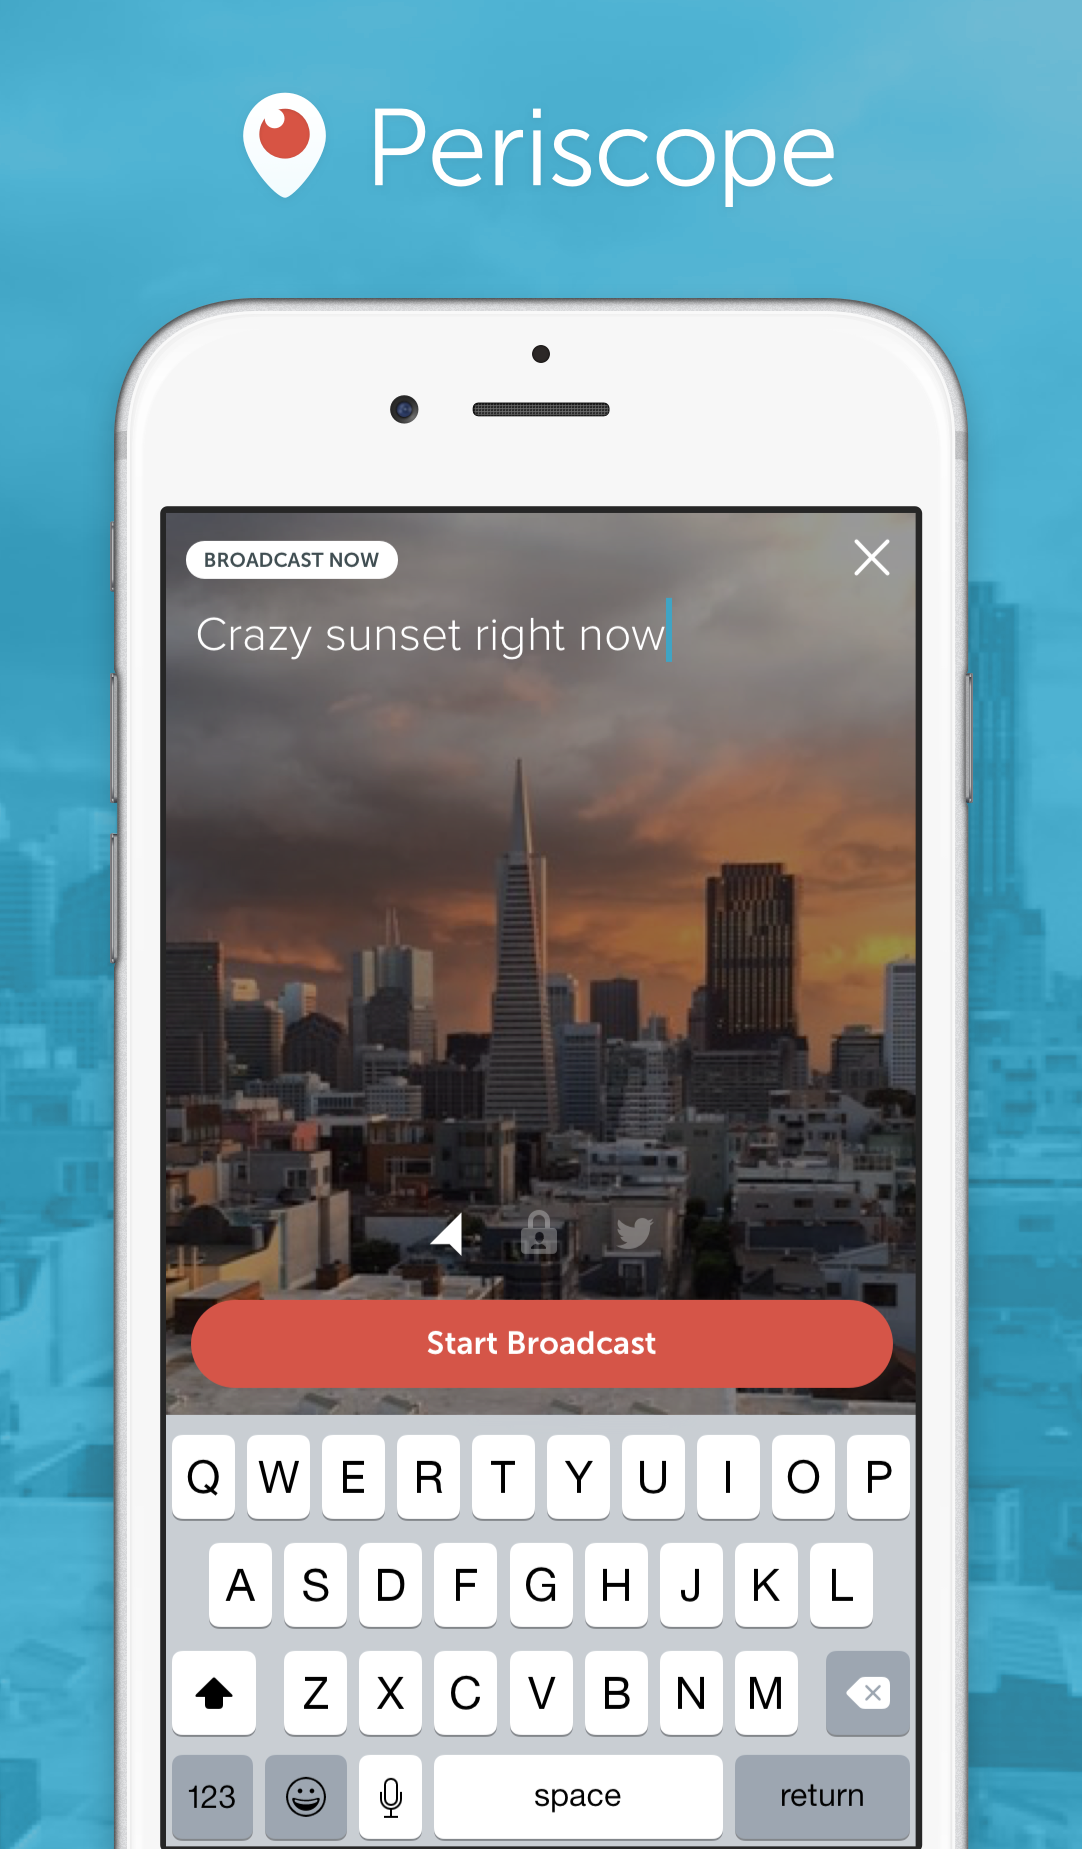 Periscope
BROADCAST NOW
Crazy sunset right now
Start Broadcast
Q W E R T Y U I O P
A S D F G H J K L
Z X C V B N M
123 space return